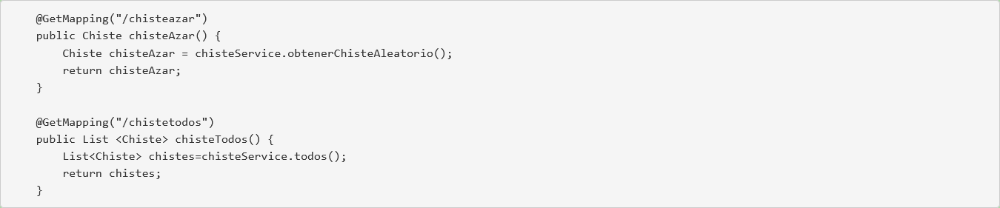 @GetMapping("/chisteazar")
public Chiste chisteAzar() {
Chiste chisteAzar = chisteService.obtenerChisteAleatorio();
return chisteAzar;
}
@GetMapping("/chistetodos")
public List <Chiste> chisteTodos() {
List<Chiste> chistes=chisteService.todos();
return chistes;
}